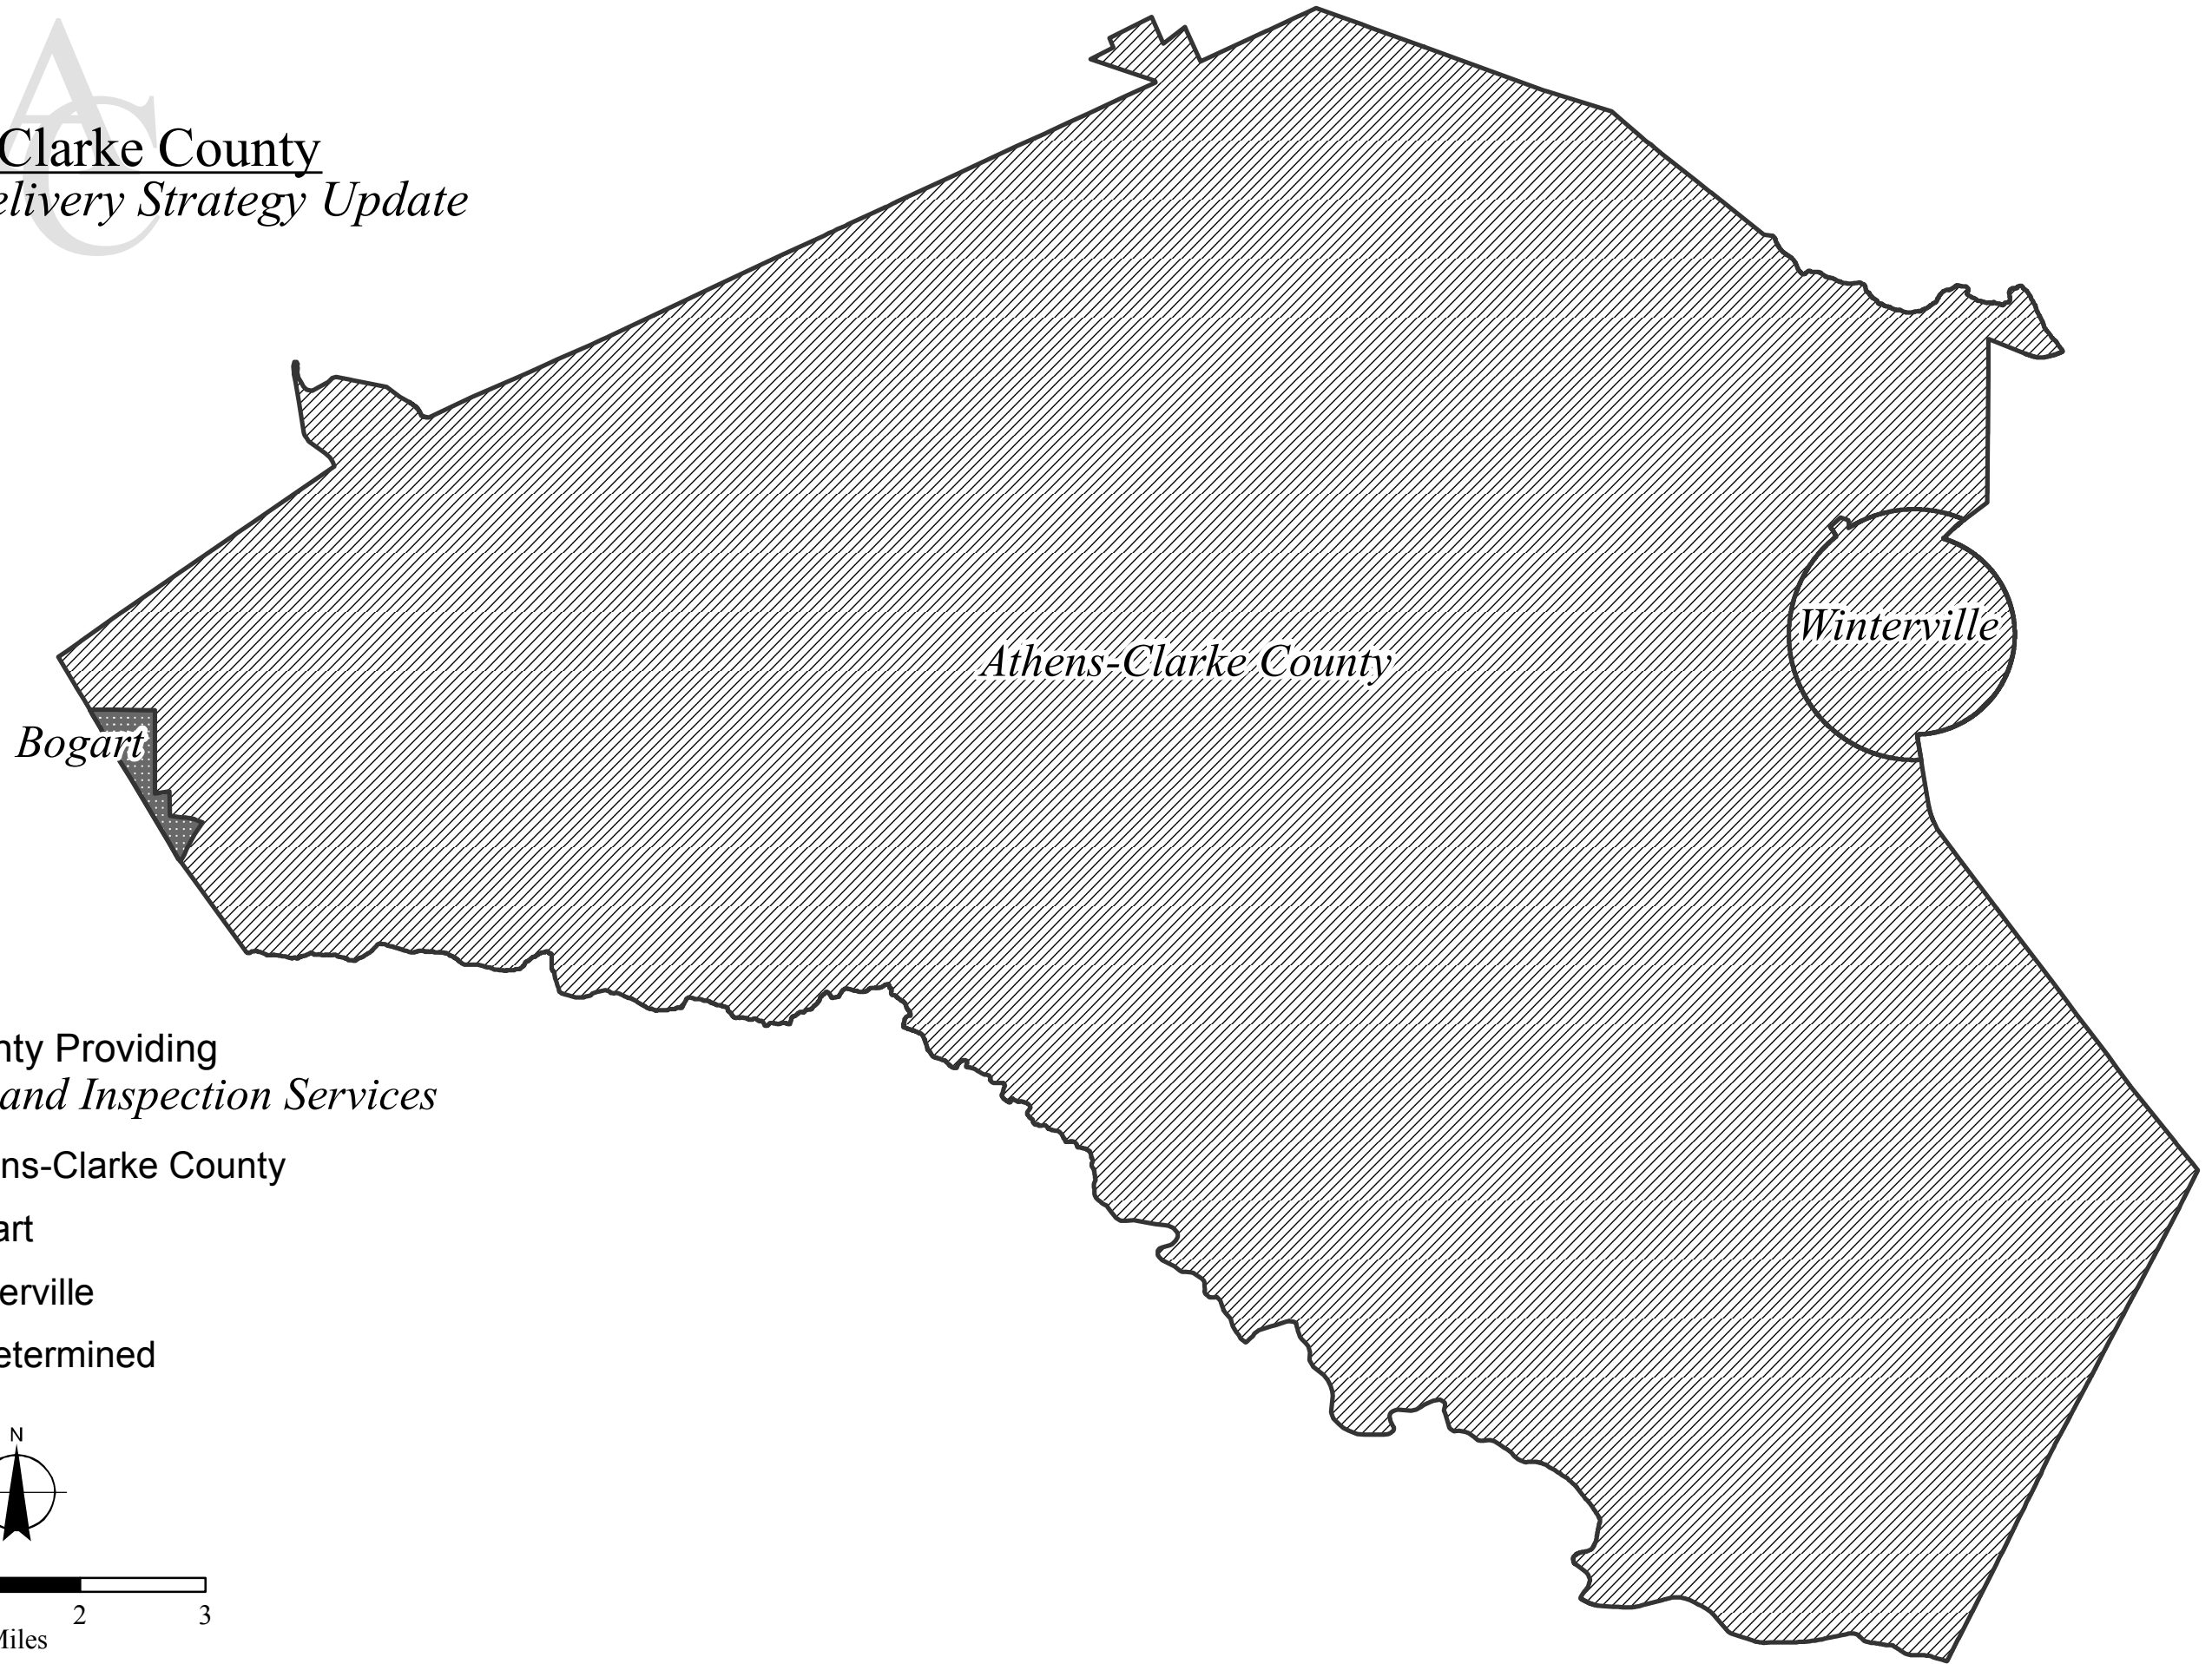 AC
Clarke County
elivery Strategy Update
Winterville
Athens-Clarke County
Bogart
nty Providing
and Inspection Services
ns-Clarke County
art
erville
etermined
N
2 3
Miles